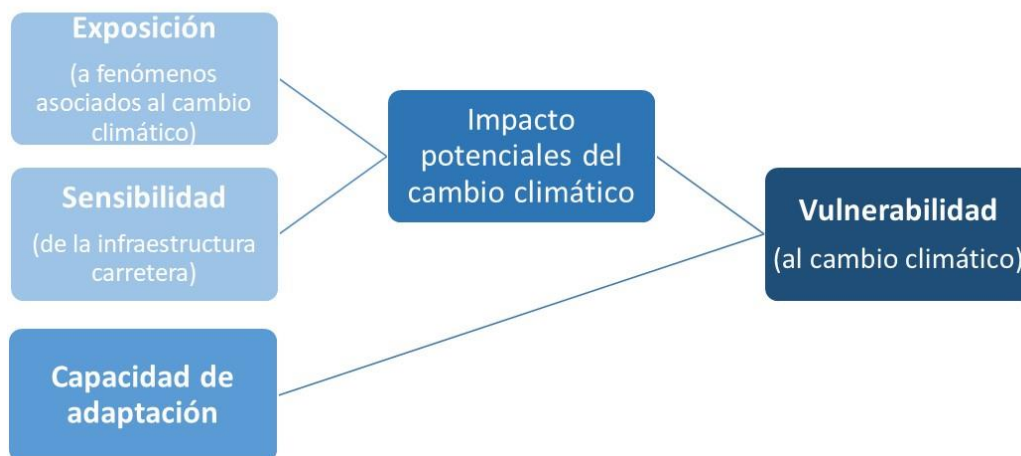 Exposición
(a fenómenos
asociados al cambio
climático)
Sensibilidad
(de la infraestructura
carretera)
Capacidad de
adaptación
Impacto
potenciales del
cambio climático
Vulnerabilidad
(al cambio climático)